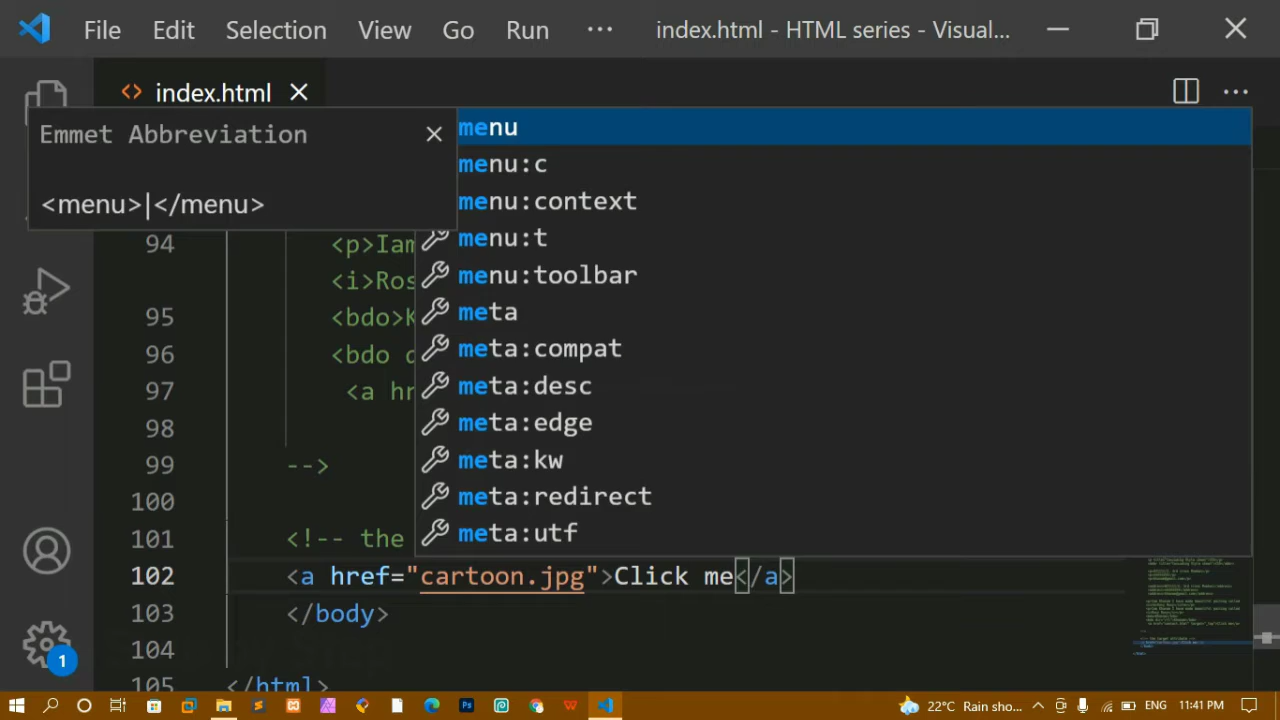 File Edit Selection View Go Run ··· index.html - HTML series - Visual...
<> index.html ×
Emmet Abbreviation
<menu>|</menu>
menu
menu:c
menu:context
menu:t
menu:toolbar
meta
meta:compat
meta:desc
meta:edge
meta:kw
meta:redirect
meta:utf
94 <p>Iam
<i>Ros
95 <bdo>K
96 <bdo d
97 <a hr
98
99 -->
100
101 <!-- the
102 <a href="cartoon.jpg">Click me</a>
103 </body>
104
105 </html>
1
22°C Rain sho... 11:41 PM